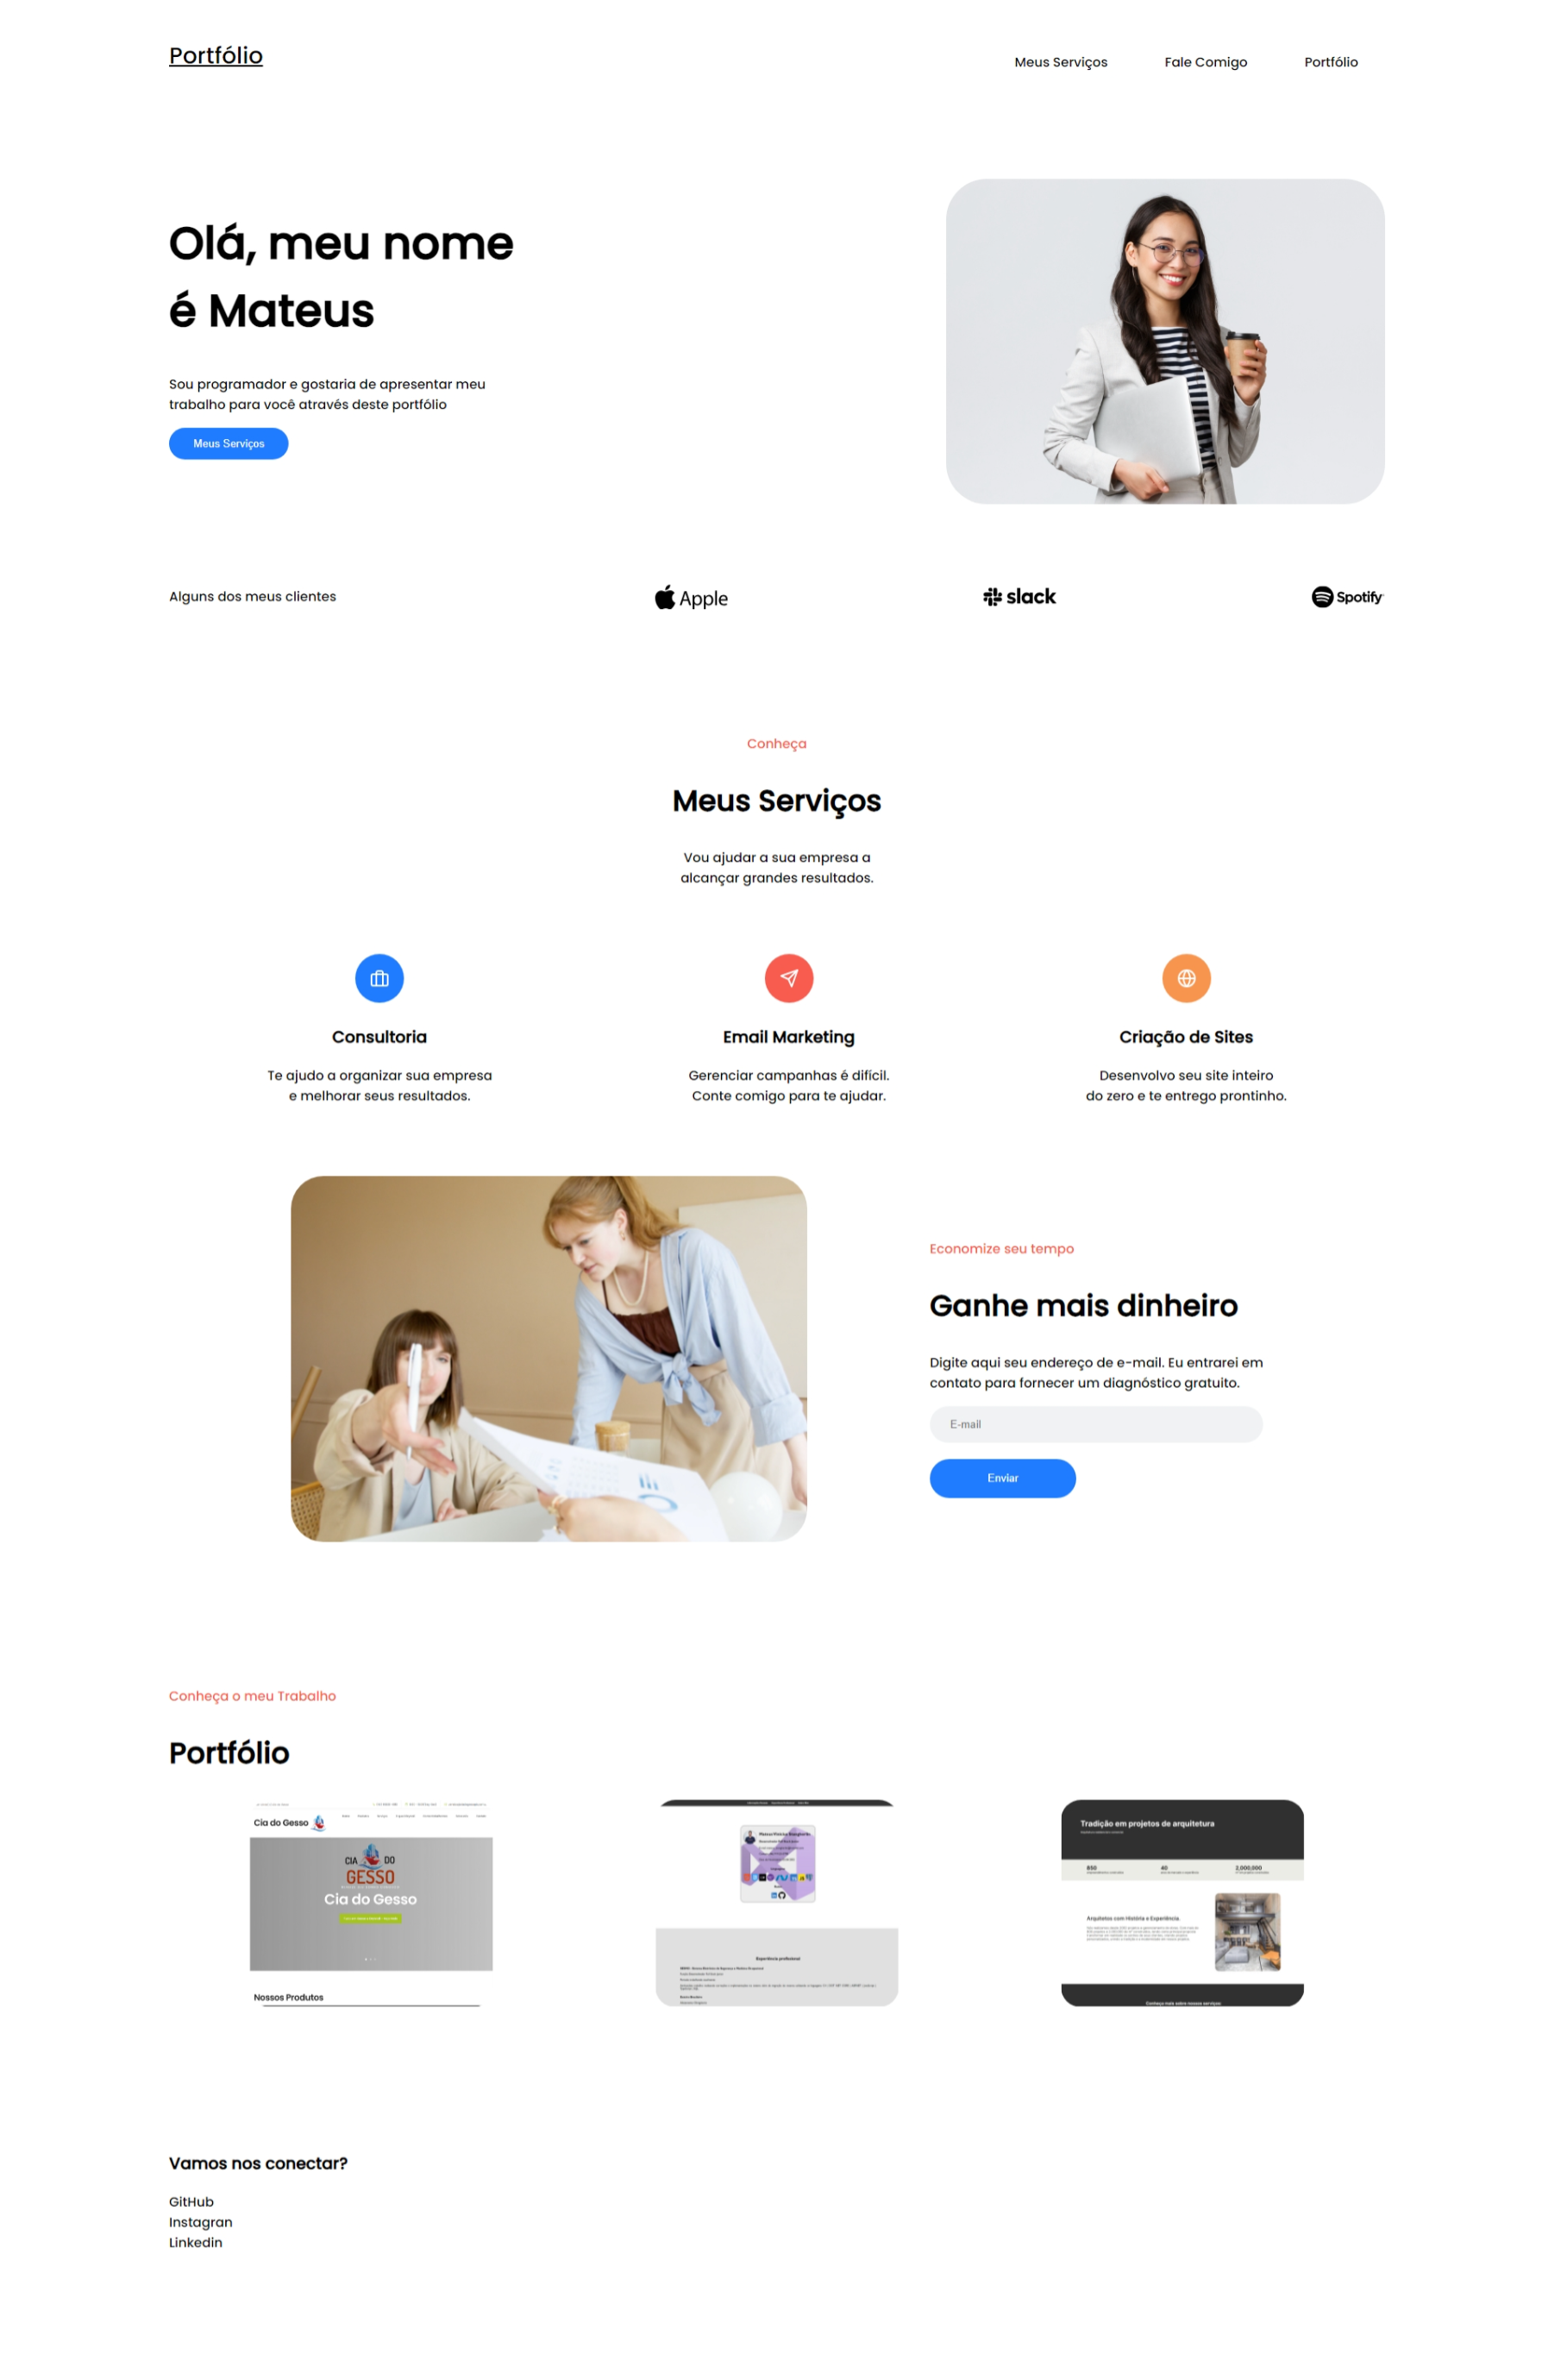 Portfólio
Meus Serviços
Fale Comigo
Portfólio
Olá, meu nome
é Mateus
Sou programador e gostaria de apresentar meu
trabalho para você através deste portfólio
Meus Serviços
Alguns dos meus clientes
Apple
slack
Spotify
Conheça
Meus Serviços
Vou ajudar a sua empresa a
alcançar grandes resultados.
Consultoria
Te ajudo a organizar sua empresa
e melhorar seus resultados.
Email Marketing
Gerenciar campanhas é difícil.
Conte comigo para te ajudar.
Criação de Sites
Desenvolvo seu site inteiro
do zero e te entrego prontinho.
Economize seu tempo
Ganhe mais dinheiro
Digite aqui seu endereço de e-mail. Eu entrarei em
contato para fornecer um diagnóstico gratuito.
E-mail
Enviar
Conheça o meu Trabalho
Portfólio
Cia do Gesso
CIA DO
GESSO
Cia do Gesso
Nossos Produtos
Experiência profissional
Tradição em projetos de arquitetura
850
40
2,000,000
Arquitetos com História e Experiência.
Conheça mais sobre nossos serviços
Vamos nos conectar?
GitHub
Instagran
Linkedin